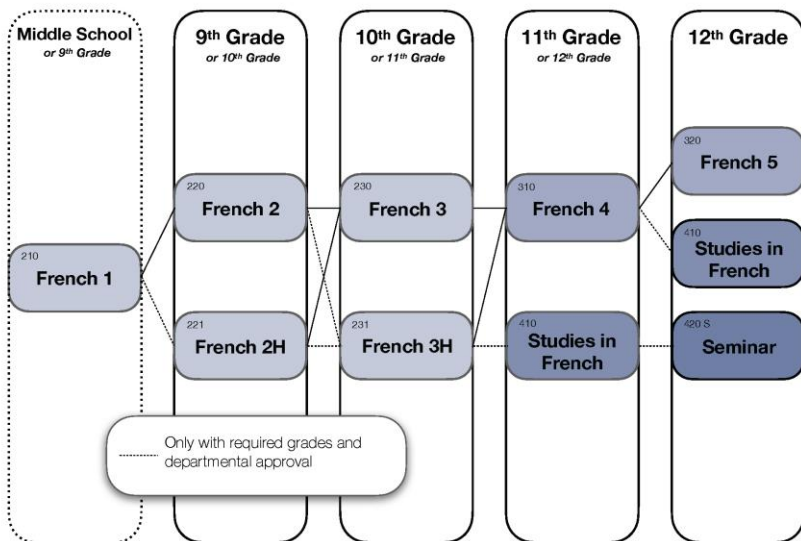 Middle School
or 9th Grade
9th Grade
or 10th Grade
10th Grade
or 11th Grade
11th Grade
or 12th Grade
12th Grade
210
French 1
220
French 2
221
French 2H
230
French 3
231
French 3H
310
French 4
410
Studies in
French
320
French 5
410
Studies in
French
420 S
Seminar
Only with required grades and
departmental approval